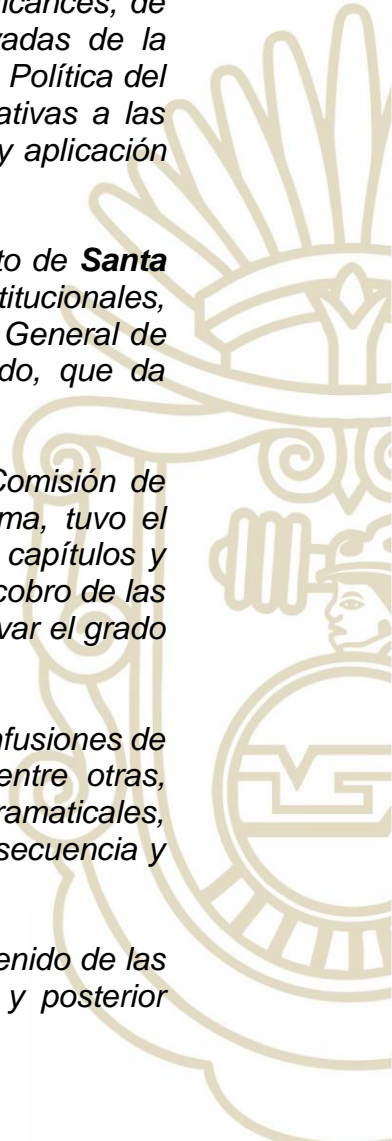 icances, de
vadas de la
Política del
ativas a las
y aplicación
to de Santa
titucionales,
General de
do, que da
Comisión de
ma, tuvo el
capítulos y
cobro de las
var el grado
nfusiones de
entre otras,
ramaticales,
secuencia y
enido de las
y posterior